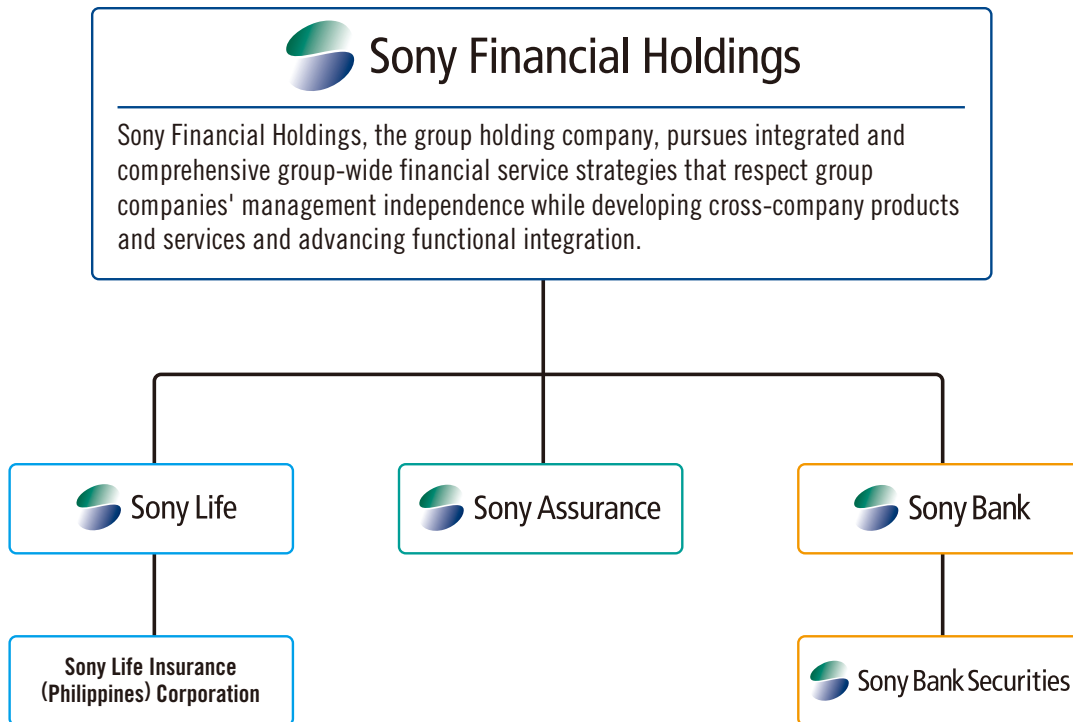 Sony Financial Holdings
Sony Financial Holdings, the group holding company, pursues integrated and
comprehensive group-wide financial service strategies that respect group
companies' management independence while developing cross-company products
and services and advancing functional integration.
Sony Life
Sony Assurance
Sony Bank
Sony Life Insurance
(Philippines) Corporation
Sony Bank Securities